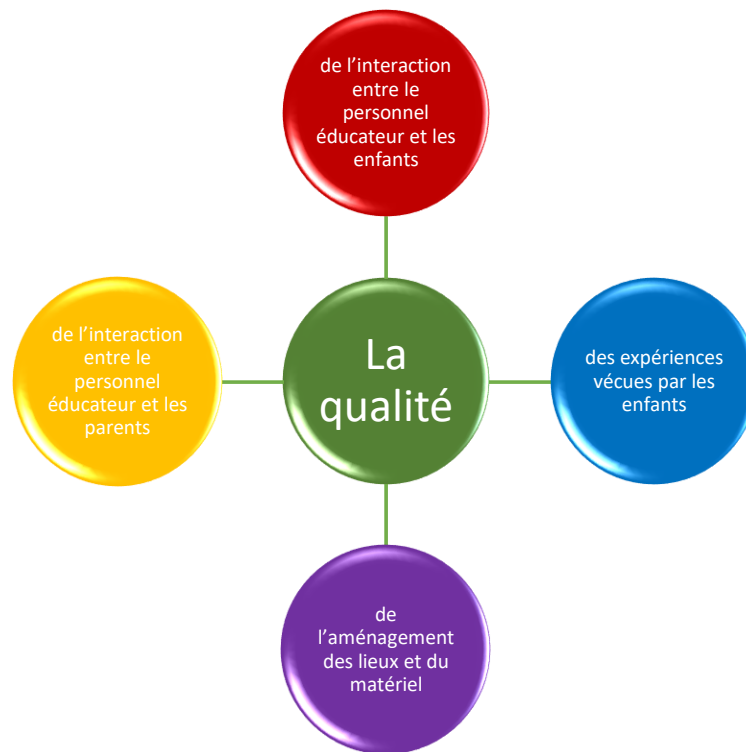 de l’interaction
entre le
personnel
éducateur et les
enfants
de l’interaction
entre le
personnel
éducateur et les
parents
La
qualité
des expériences
vécues par les
enfants
de
l’aménagement
des lieux et du
matériel